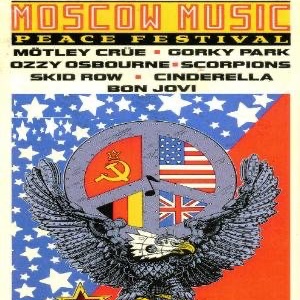 MOSCOW MUSIC
PEACE FESTIVAL
MÖTLEY CRÜE • GORKY PARK
OZZY OSBOURNE • SCORPIONS
SKID ROW • CINDERELLA
BON JOVI